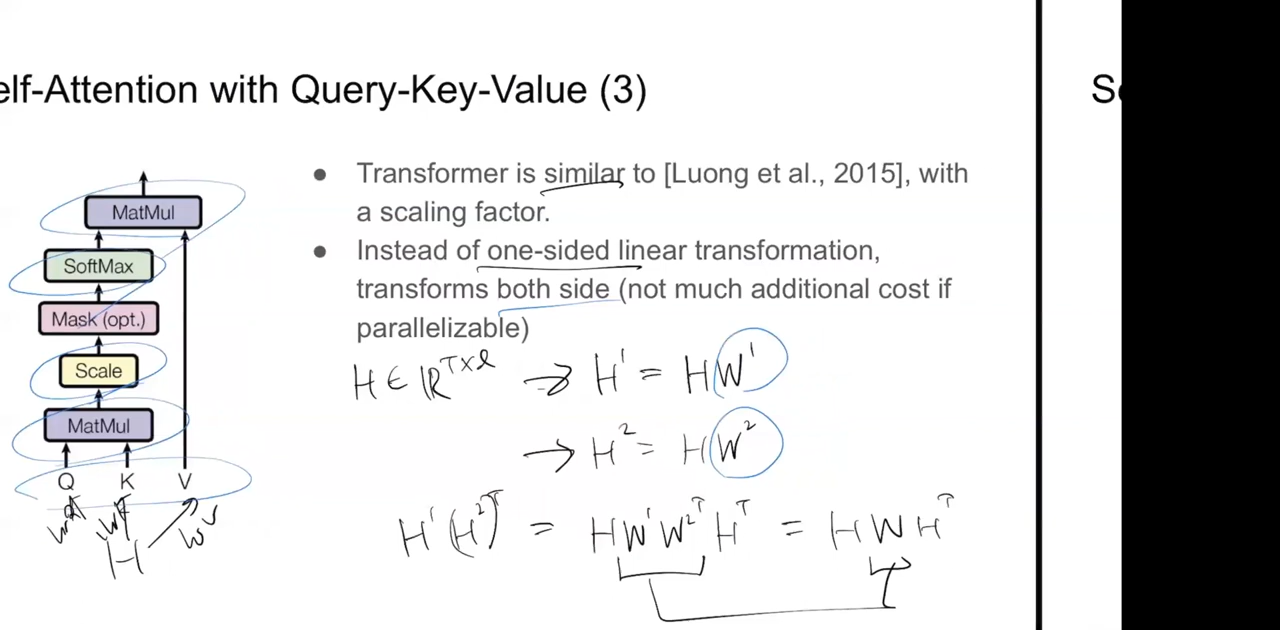 elf-Attention with Query-Key-Value (3)
S
● Transformer is similar to [Luong et al., 2015], with
a scaling factor.
● Instead of one-sided linear transformation,
transforms both side (not much additional cost if
parallelizable)
MatMul
SoftMax
Mask (opt.)
Scale
MatMul
Q K V
H
H ∈ ℝ^{T×d} → H¹ = HW¹
→ H² = HW²
H¹(H²)ᵀ = HW¹W²ᵀHᵀ = HWHᵀ